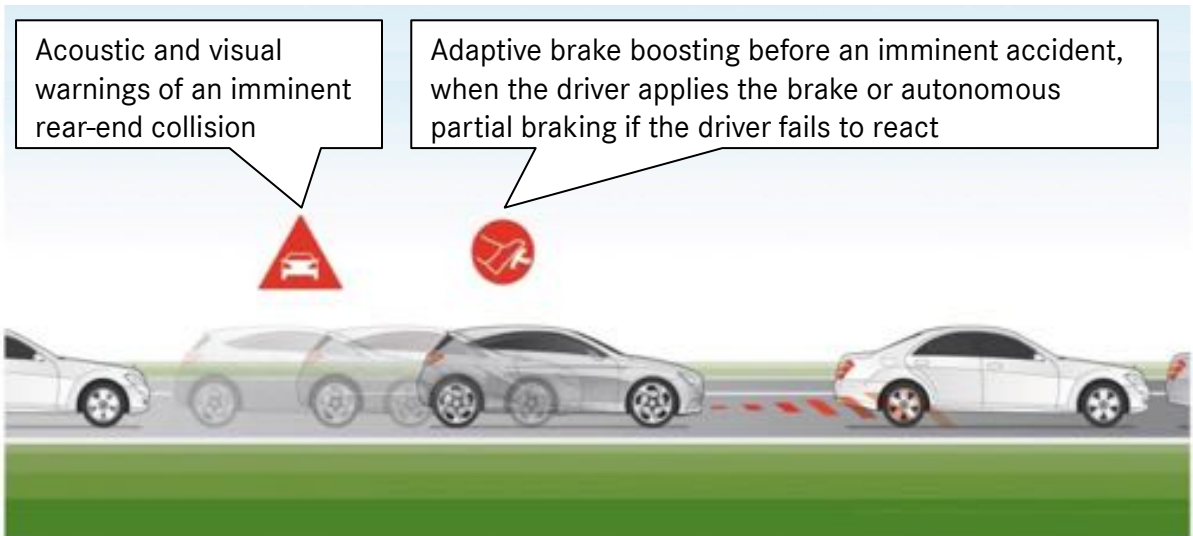 Acoustic and visual
warnings of an imminent
rear-end collision
Adaptive brake boosting before an imminent accident,
when the driver applies the brake or autonomous
partial braking if the driver fails to react